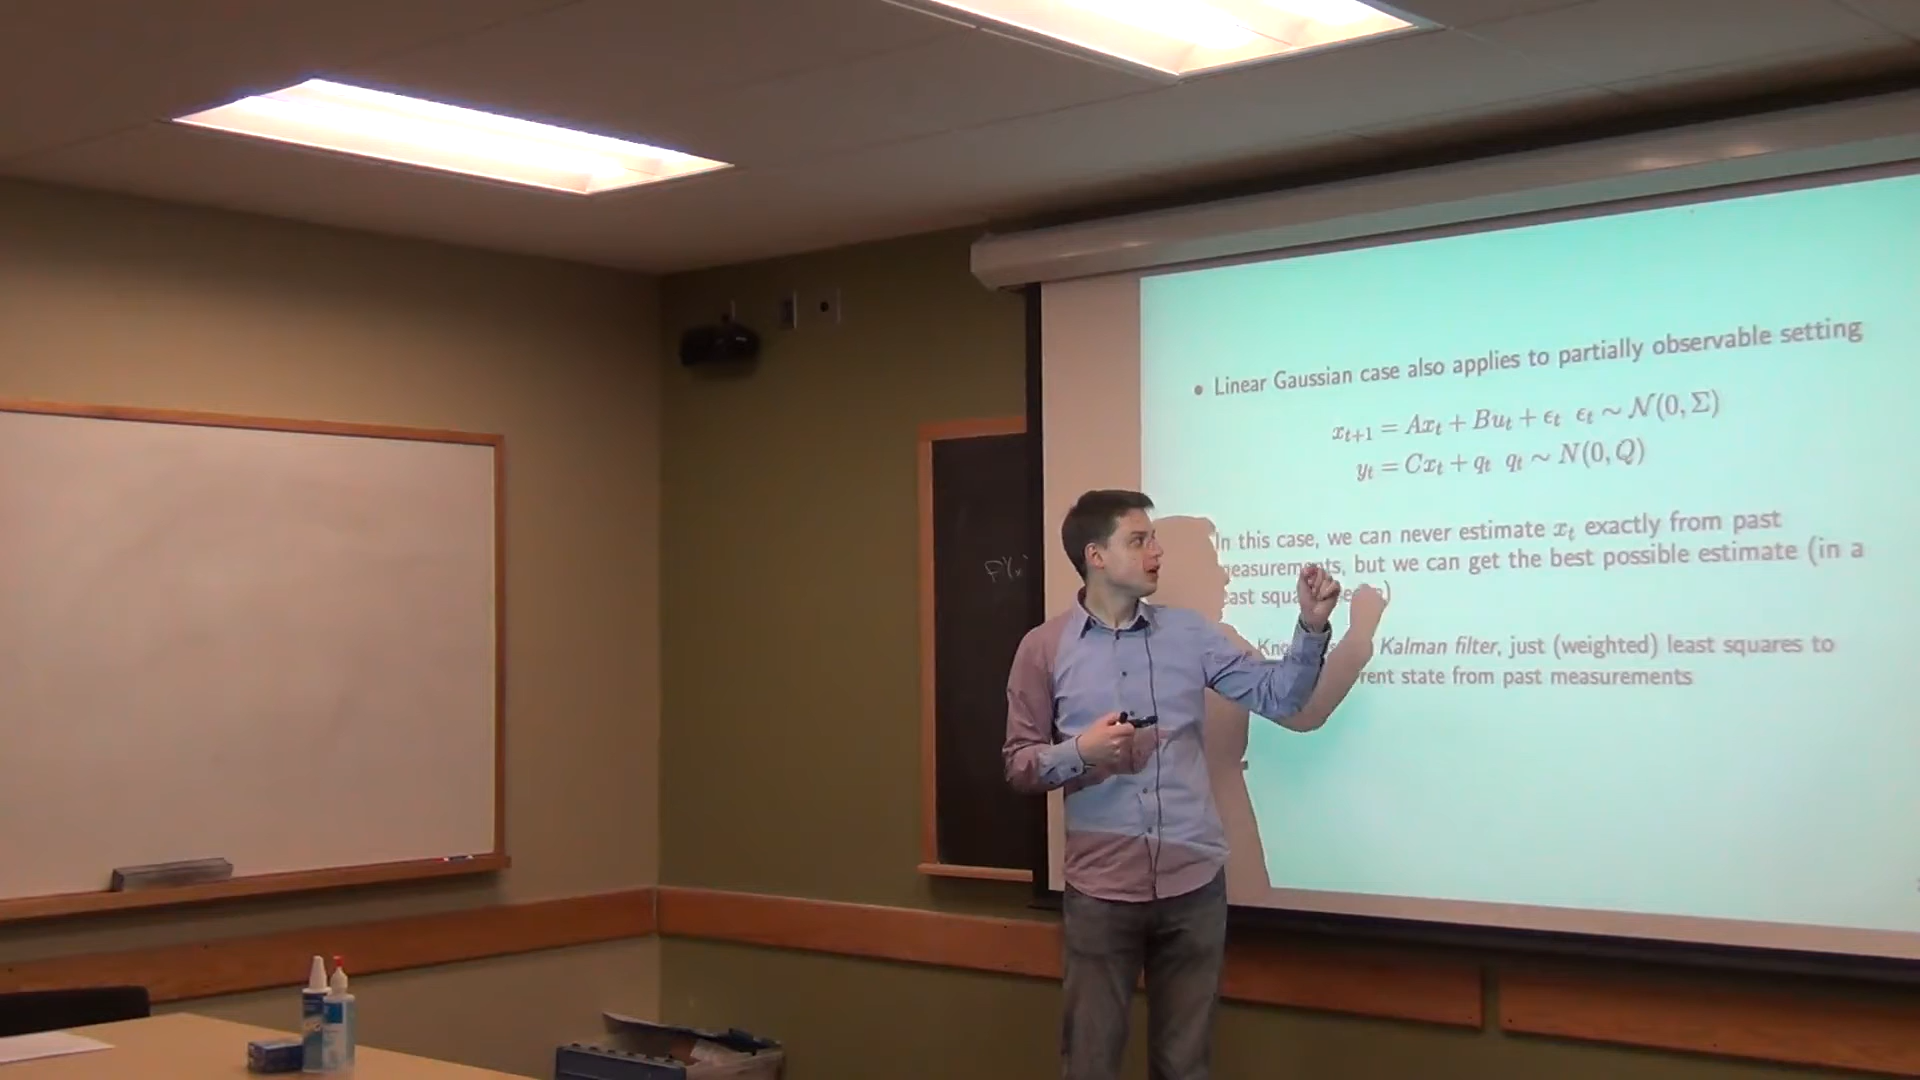 • Linear Gaussian case also applies to partially observable setting
x_{t+1} = Ax_t + Bu_t + ϵ_t  ϵ_t ∼ 𝒩(0, Σ)
y_t = Cx_t + q_t  q_t ∼ N(0, Q)
In this case, we can never estimate x_t exactly from past
measurements, but we can get the best possible estimate (in a
Kalman filter, just (weighted) least squares to
state from past measurements